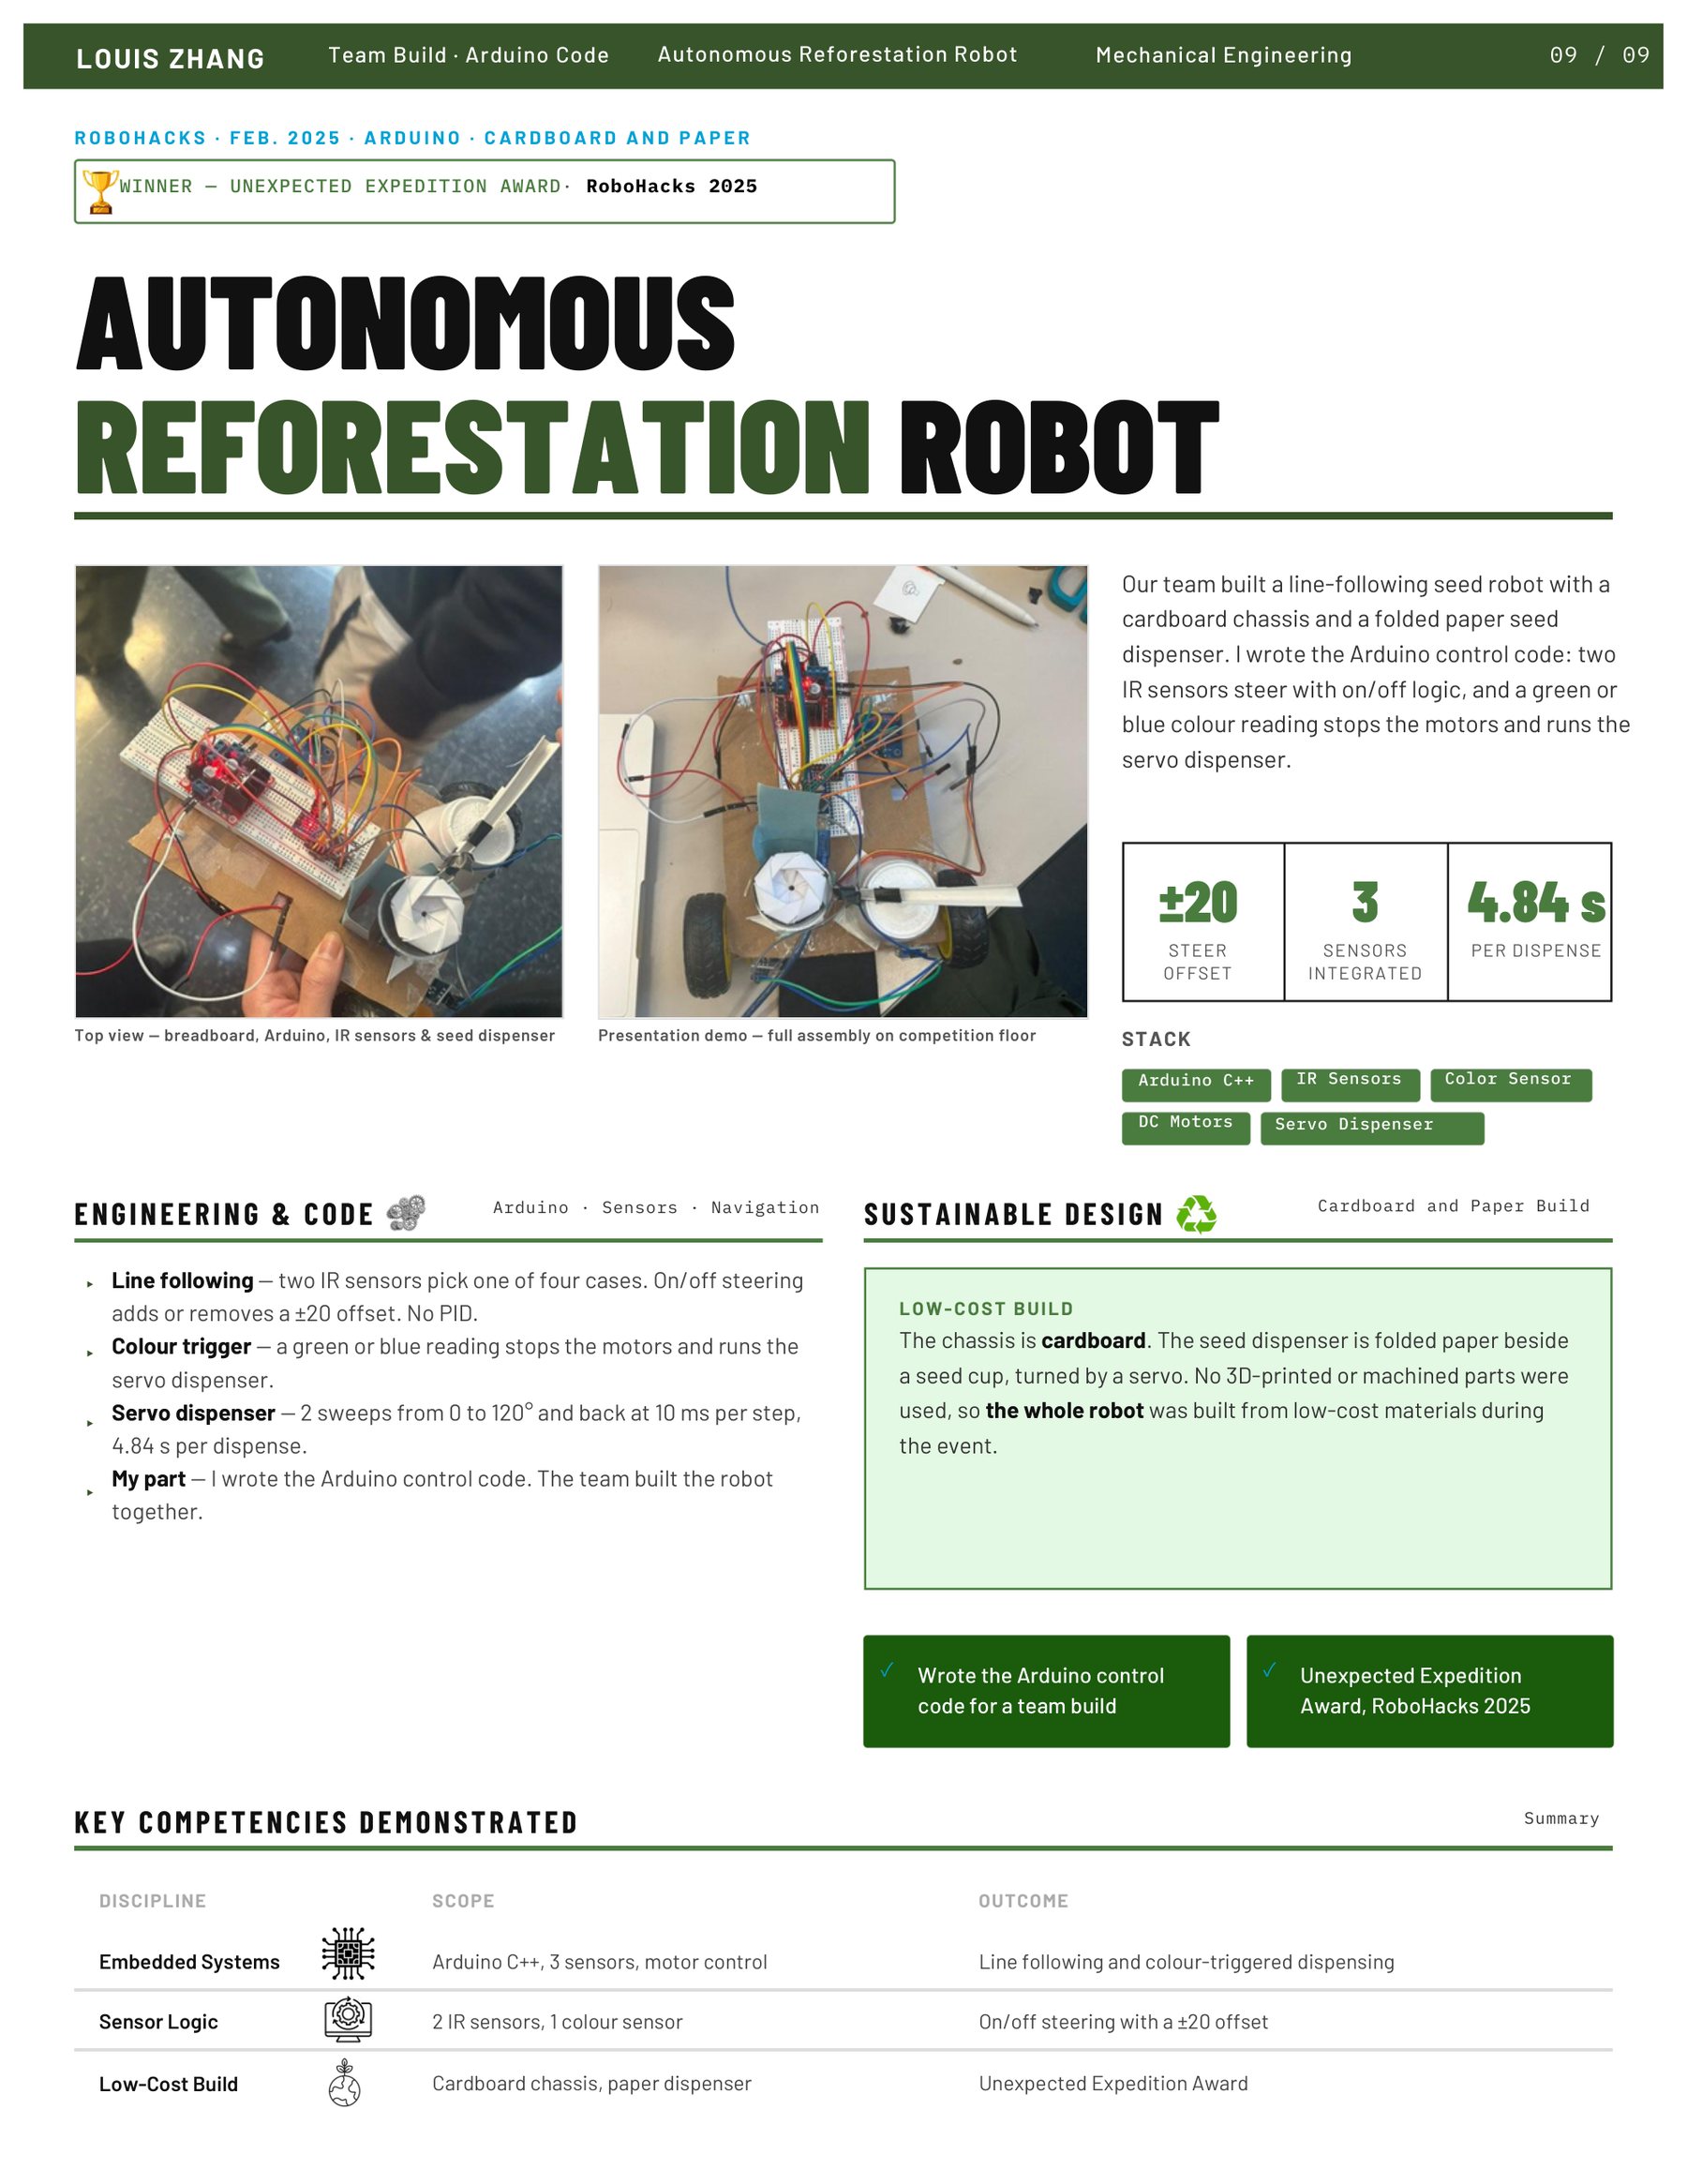 LOUIS ZHANG Team Build · Arduino Code Autonomous Reforestation Robot Mechanical Engineering 09 / 09
ROBOHACKS · FEB. 2025 · ARDUINO · CARDBOARD AND PAPER
WINNER — UNEXPECTED EXPEDITION AWARD· RoboHacks 2025
AUTONOMOUS
REFORESTATION ROBOT
Top view — breadboard, Arduino, IR sensors & seed dispenser
Presentation demo — full assembly on competition floor
Our team built a line-following seed robot with a
cardboard chassis and a folded paper seed
dispenser. I wrote the Arduino control code: two
IR sensors steer with on/off logic, and a green or
blue colour reading stops the motors and runs the
servo dispenser.
±20
STEER
OFFSET
3
SENSORS
INTEGRATED
4.84 s
PER DISPENSE
STACK
Arduino C++ IR Sensors Color Sensor
DC Motors Servo Dispenser
ENGINEERING & CODE Arduino · Sensors · Navigation
▸ Line following — two IR sensors pick one of four cases. On/off steering
adds or removes a ±20 offset. No PID.
▸ Colour trigger — a green or blue reading stops the motors and runs the
servo dispenser.
▸ Servo dispenser — 2 sweeps from 0 to 120° and back at 10 ms per step,
4.84 s per dispense.
▸ My part — I wrote the Arduino control code. The team built the robot
together.
SUSTAINABLE DESIGN Cardboard and Paper Build
LOW-COST BUILD
The chassis is cardboard. The seed dispenser is folded paper beside
a seed cup, turned by a servo. No 3D-printed or machined parts were
used, so the whole robot was built from low-cost materials during
the event.
✓ Wrote the Arduino control
code for a team build
✓ Unexpected Expedition
Award, RoboHacks 2025
KEY COMPETENCIES DEMONSTRATED Summary
DISCIPLINE SCOPE OUTCOME
Embedded Systems Arduino C++, 3 sensors, motor control Line following and colour-triggered dispensing
Sensor Logic 2 IR sensors, 1 colour sensor On/off steering with a ±20 offset
Low-Cost Build Cardboard chassis, paper dispenser Unexpected Expedition Award